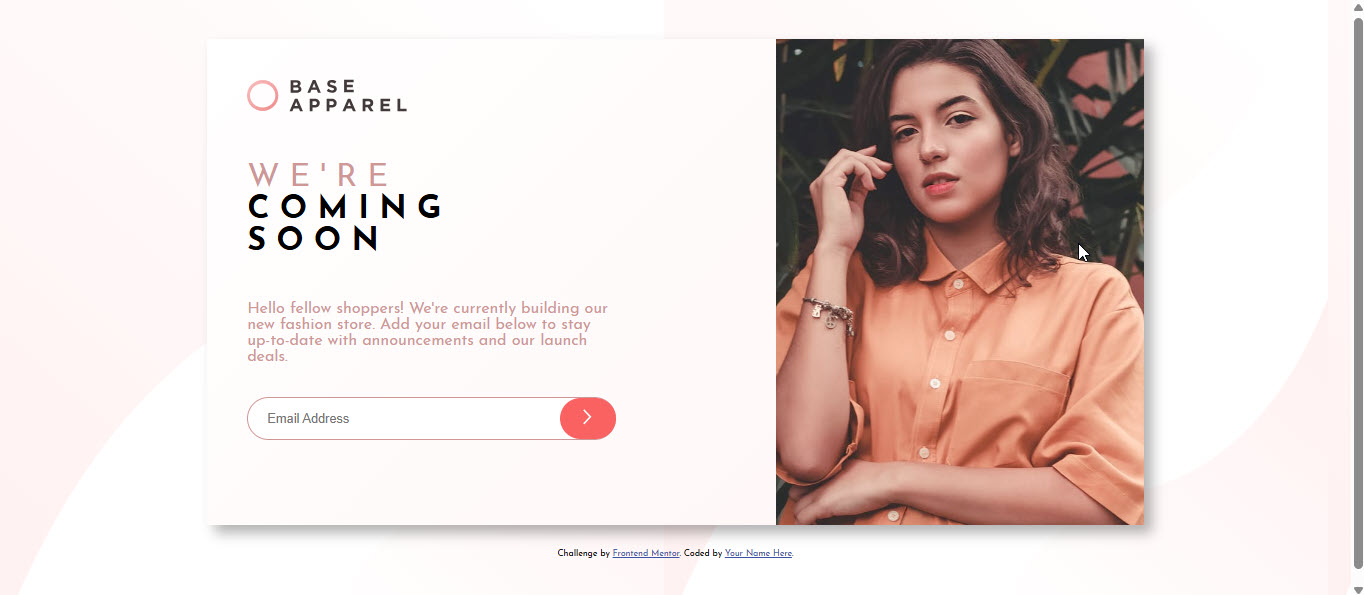 BASE
APPAREL
WE'RE
COMING
SOON
Hello fellow shoppers! We're currently building our
new fashion store. Add your email below to stay
up-to-date with announcements and our launch
deals.
Email Address
Challenge by Frontend Mentor. Coded by Your Name Here.